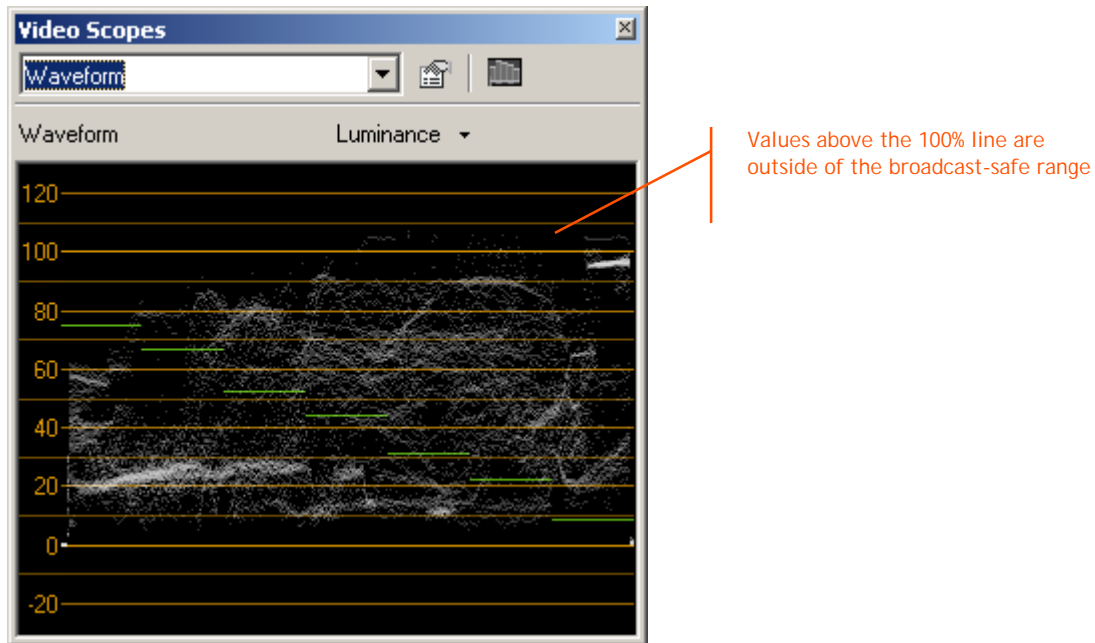 Video Scopes
Waveform
Waveform Luminance
Values above the 100% line are
outside of the broadcast-safe range
120
100
80
60
40
20
0
-20